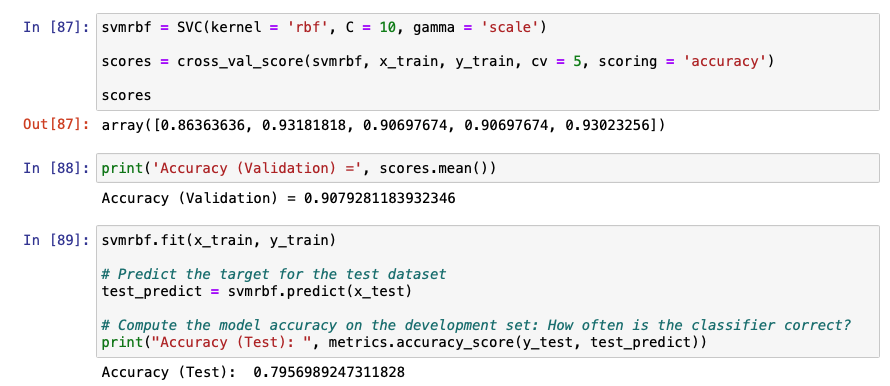 In [87]: svmrbf = SVC(kernel = 'rbf', C = 10, gamma = 'scale')
scores = cross_val_score(svmrbf, x_train, y_train, cv = 5, scoring = 'accuracy')
scores
Out[87]: array([0.86363636, 0.93181818, 0.90697674, 0.90697674, 0.93023256])
In [88]: print('Accuracy (Validation) =', scores.mean())
Accuracy (Validation) = 0.9079281183932346
In [89]: svmrbf.fit(x_train, y_train)
# Predict the target for the test dataset
test_predict = svmrbf.predict(x_test)
# Compute the model accuracy on the development set: How often is the classifier correct?
print("Accuracy (Test): ", metrics.accuracy_score(y_test, test_predict))
Accuracy (Test):  0.7956989247311828